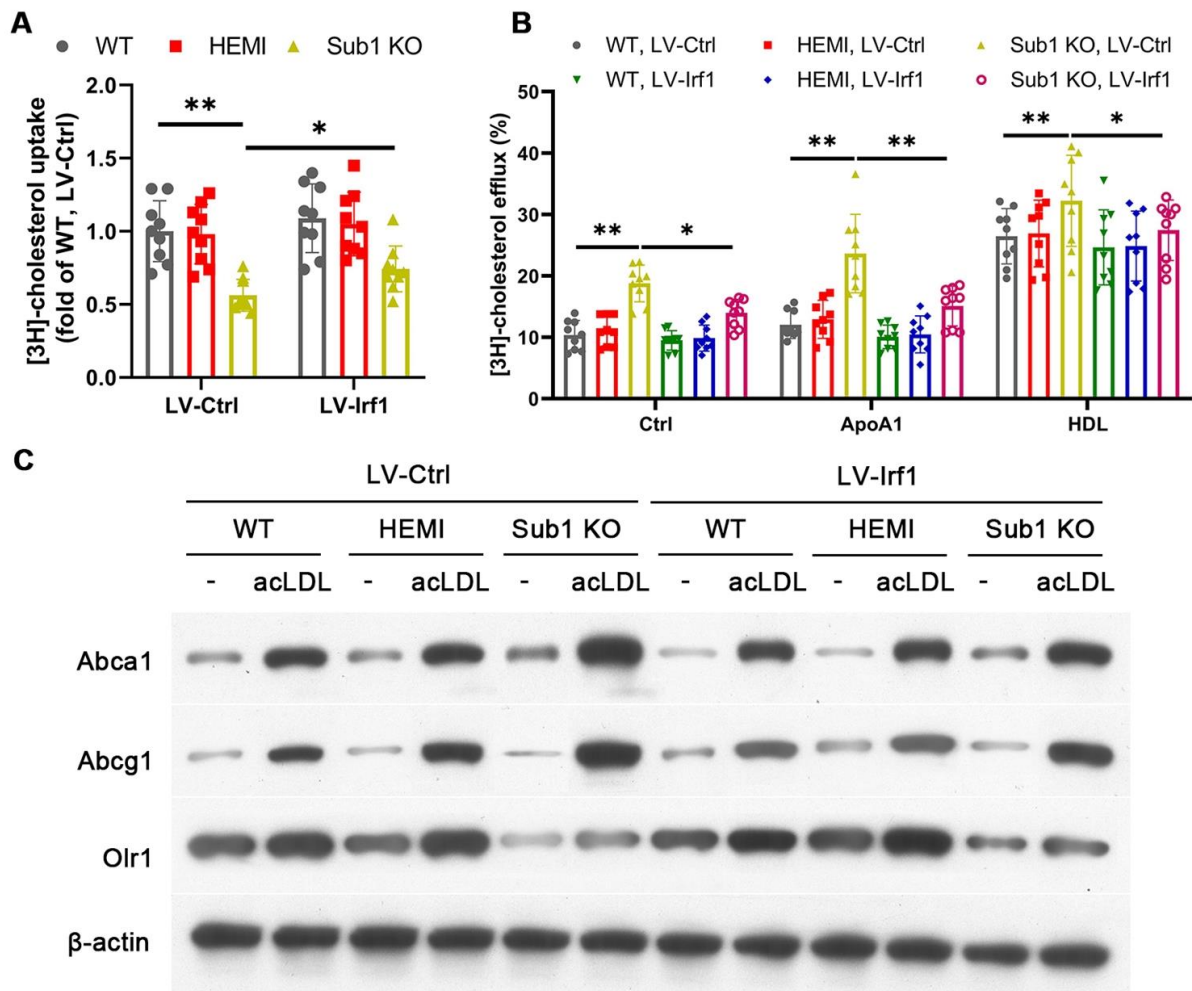 A
WT HEMI Sub1 KO
[3H]-cholesterol uptake
(fold of WT, LV-Ctrl)
2.0
1.5
1.0
0.5
0.0
**
*
LV-Ctrl LV-Irf1
B
WT, LV-Ctrl HEMI, LV-Ctrl Sub1 KO, LV-Ctrl
WT, LV-Irf1 HEMI, LV-Irf1 Sub1 KO, LV-Irf1
[3H]-cholesterol efflux (%)
50
40
30
20
10
0
** *
** **
** *
Ctrl ApoA1 HDL
C
LV-Ctrl LV-Irf1
WT HEMI Sub1 KO WT HEMI Sub1 KO
- acLDL - acLDL - acLDL - acLDL - acLDL - acLDL
Abca1
Abcg1
Olr1
β-actin